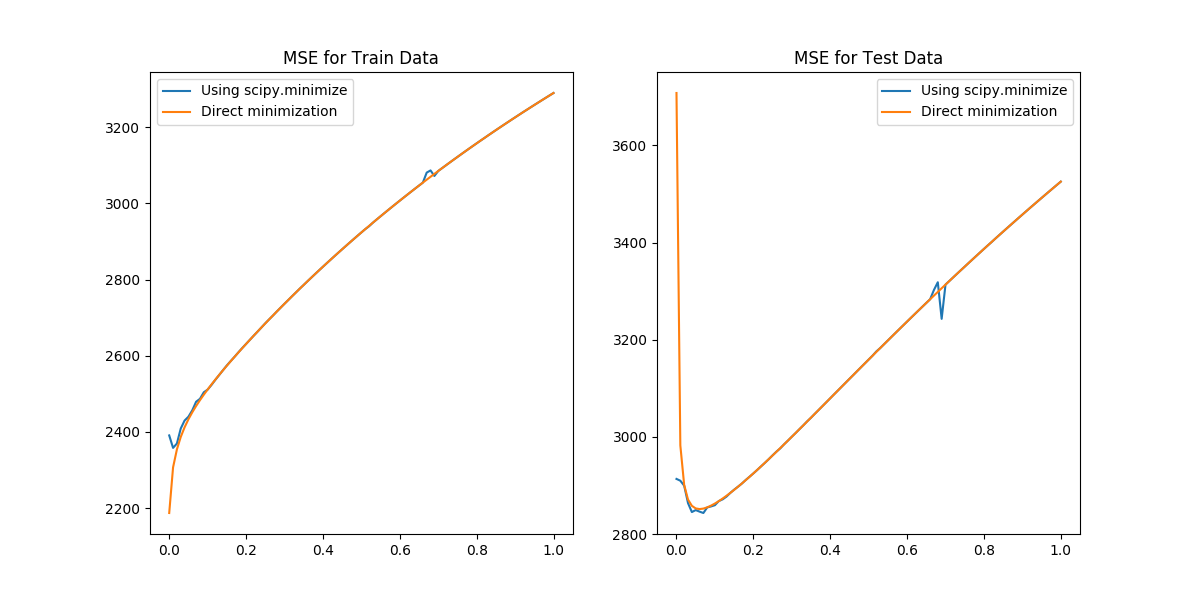 MSE for Train Data
Using scipy.minimize
Direct minimization
3200
3000
2800
2600
2400
2200
0.0 0.2 0.4 0.6 0.8 1.0
MSE for Test Data
Using scipy.minimize
Direct minimization
3600
3400
3200
3000
2800
0.0 0.2 0.4 0.6 0.8 1.0